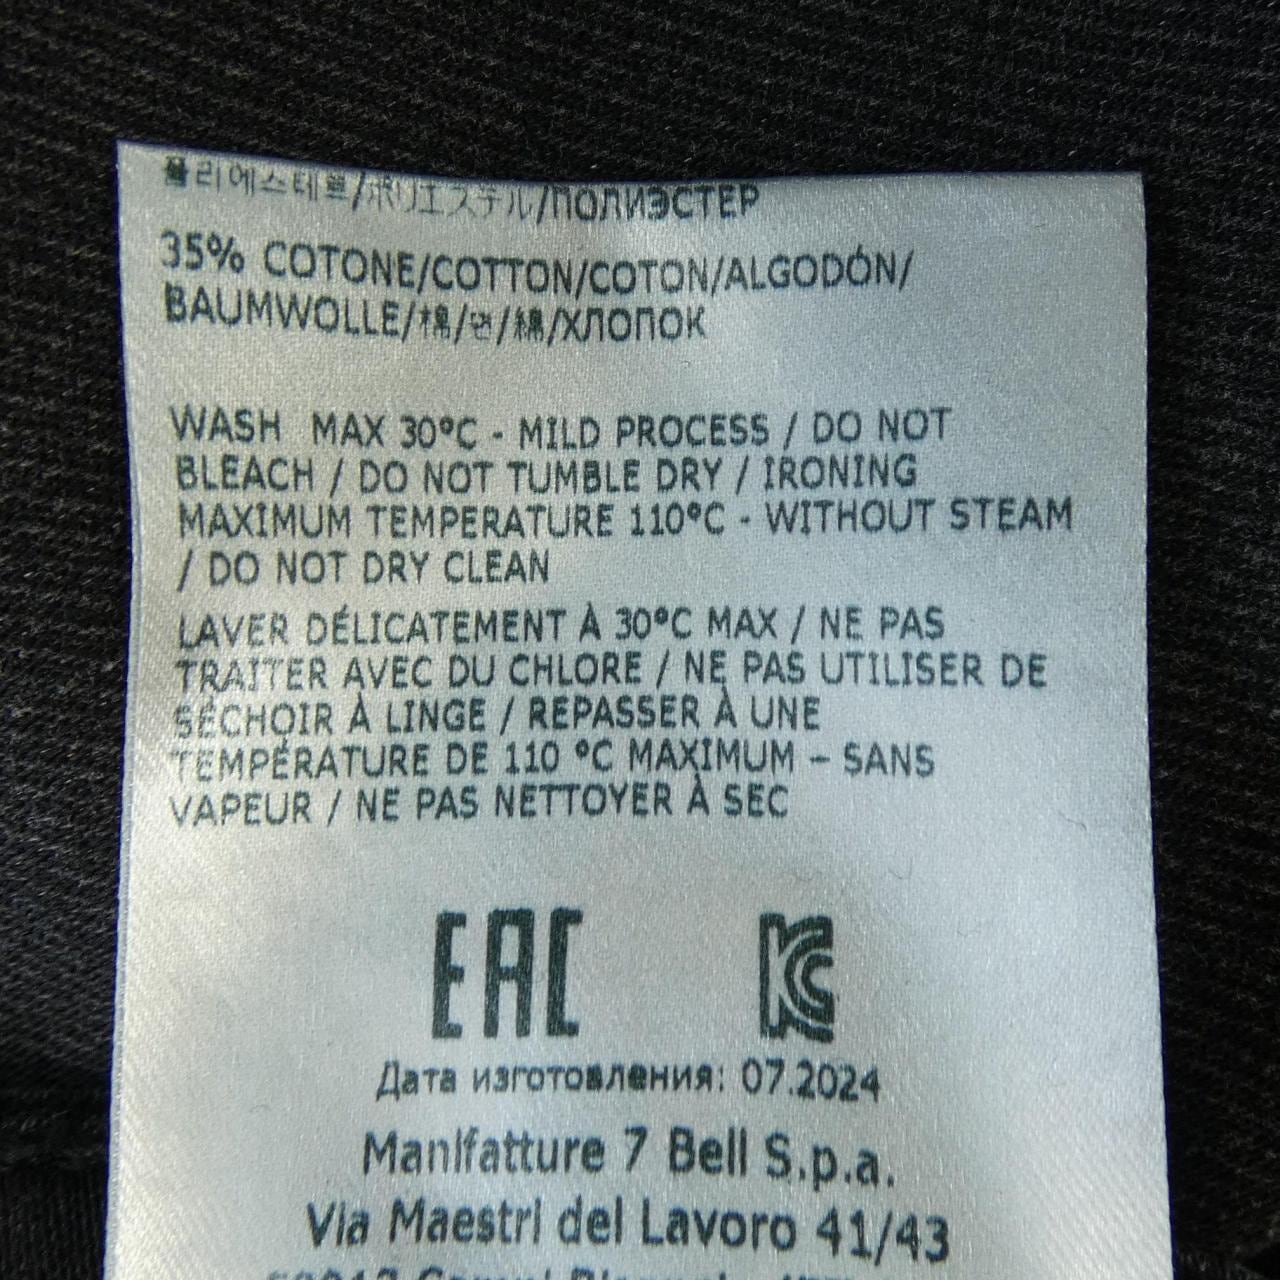 폴리에스테르/ポリエステル/ПОЛИЭСТЕР
35% COTONE/COTTON/COTON/ALGODÓN/
BAUMWOLLE/棉/면/綿/ХЛОПОК
WASH MAX 30°C - MILD PROCESS / DO NOT
BLEACH / DO NOT TUMBLE DRY / IRONING
MAXIMUM TEMPERATURE 110°C - WITHOUT STEAM
/ DO NOT DRY CLEAN
LAVER DÉLICATEMENT À 30°C MAX / NE PAS
TRAITER AVEC DU CHLORE / NE PAS UTILISER DE
SÉCHOIR À LINGE / REPASSER À UNE
TEMPÉRATURE DE 110 °C MAXIMUM – SANS
VAPEUR / NE PAS NETTOYER À SEC
EAC KC
Дата изготовления: 07.2024
Manifatture 7 Bell S.p.a.
Via Maestri del Lavoro 41/43